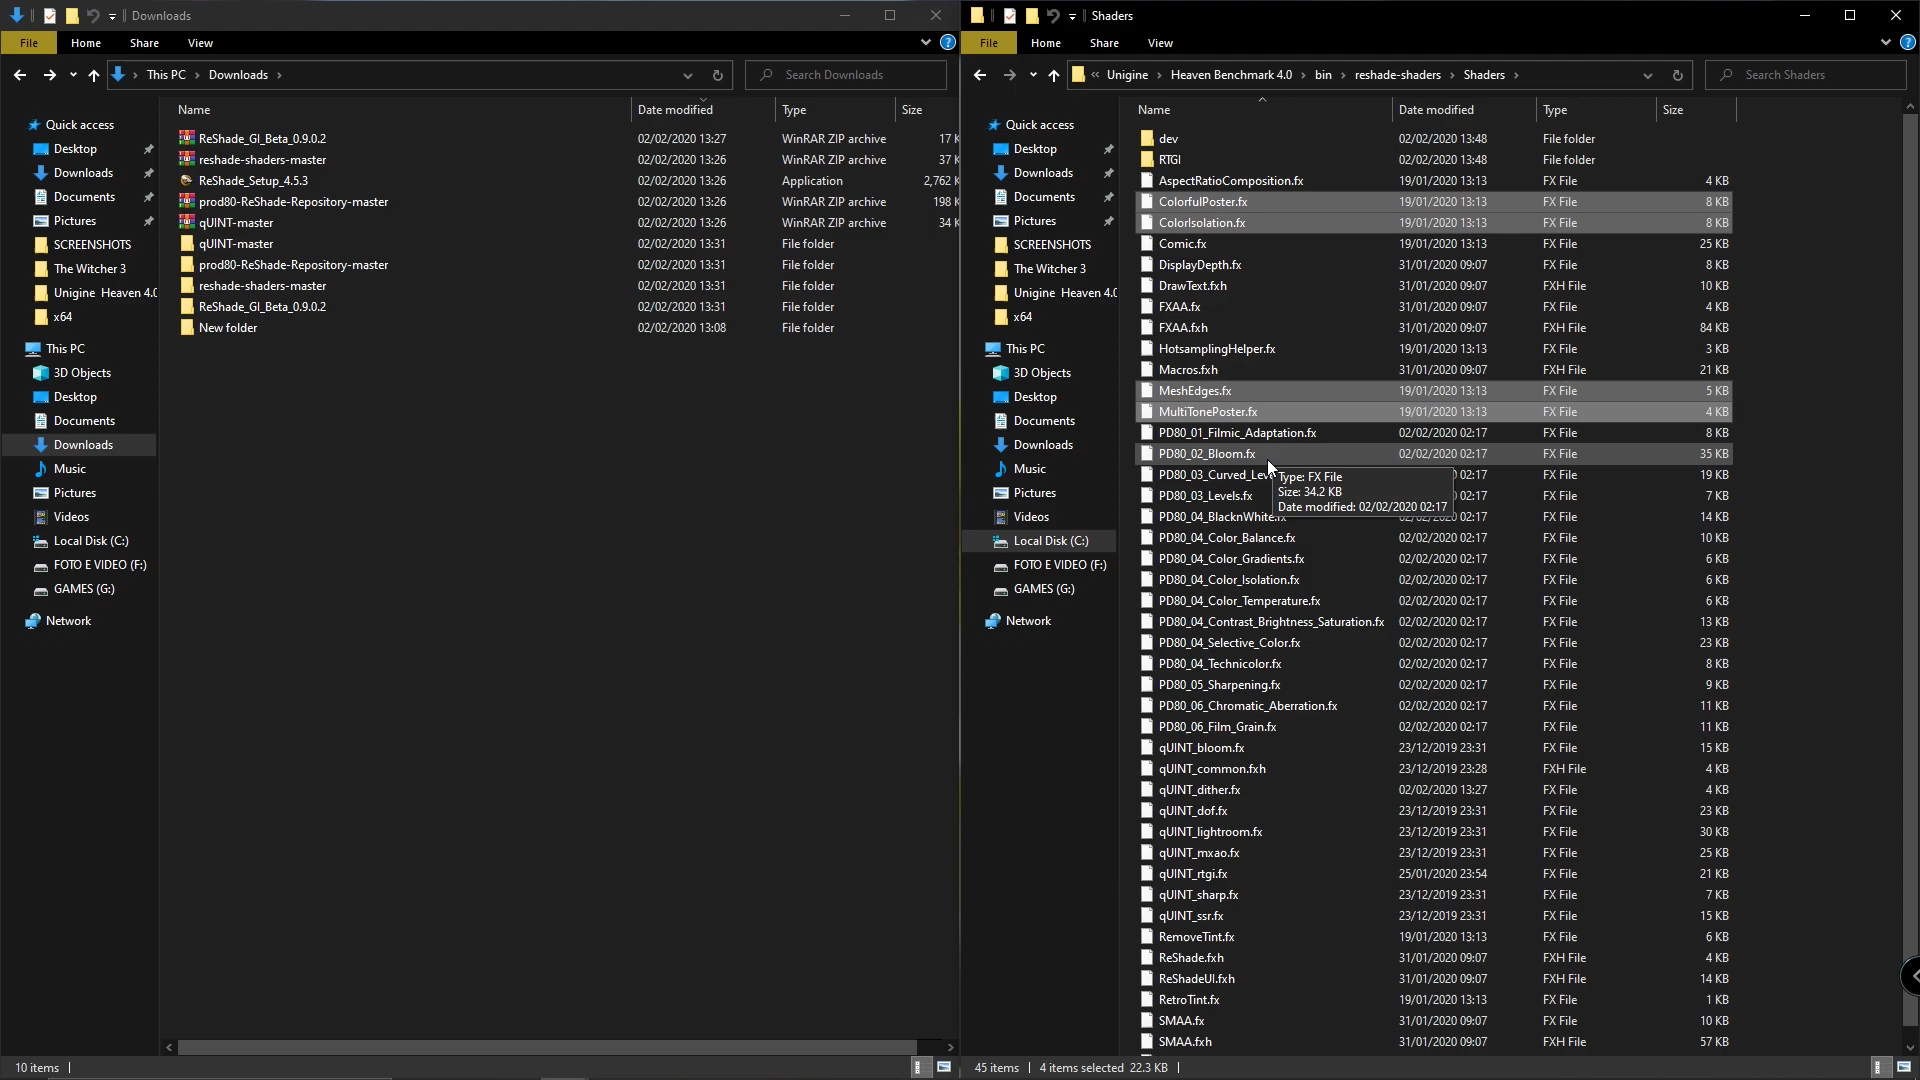 Downloads
File
Home
Share
View
This PC
Downloads
Search Downloads
Name
Date modified
Type
Size
Quick access
Desktop
Downloads
Documents
Pictures
SCREENSHOTS
The Witcher 3
Unigine Heaven 4.0
x64
This PC
3D Objects
Desktop
Documents
Downloads
Music
Pictures
Videos
Local Disk (C:)
FOTO E VIDEO (F:)
GAMES (G:)
Network
ReShade_GI_Beta_0.9.0.2 02/02/2020 13:27 WinRAR ZIP archive 17 K
reshade-shaders-master 02/02/2020 13:26 WinRAR ZIP archive 37 K
ReShade_Setup_4.5.3 02/02/2020 13:26 Application 2,762 K
prod80-ReShade-Repository-master 02/02/2020 13:26 WinRAR ZIP archive 198 K
qUINT-master 02/02/2020 13:26 WinRAR ZIP archive 34 K
qUINT-master 02/02/2020 13:31 File folder
prod80-ReShade-Repository-master 02/02/2020 13:31 File folder
reshade-shaders-master 02/02/2020 13:31 File folder
ReShade_GI_Beta_0.9.0.2 02/02/2020 13:31 File folder
New folder 02/02/2020 13:08 File folder
10 items
Shaders
File
Home
Share
View
« Unigine
Heaven Benchmark 4.0
bin
reshade-shaders
Shaders
Search Shaders
Name
Date modified
Type
Size
Quick access
Desktop
Downloads
Documents
Pictures
SCREENSHOTS
The Witcher 3
Unigine Heaven 4.0
x64
This PC
3D Objects
Desktop
Documents
Downloads
Music
Pictures
Videos
Local Disk (C:)
FOTO E VIDEO (F:)
GAMES (G:)
Network
dev 02/02/2020 13:48 File folder
RTGI 02/02/2020 13:48 File folder
AspectRatioComposition.fx 19/01/2020 13:13 FX File 4 KB
ColorfulPoster.fx 19/01/2020 13:13 FX File 8 KB
ColorIsolation.fx 19/01/2020 13:13 FX File 8 KB
Comic.fx 19/01/2020 13:13 FX File 25 KB
DisplayDepth.fx 31/01/2020 09:07 FX File 8 KB
DrawText.fxh 31/01/2020 09:07 FXH File 10 KB
FXAA.fx 31/01/2020 09:07 FX File 4 KB
FXAA.fxh 31/01/2020 09:07 FXH File 84 KB
HotsamplingHelper.fx 19/01/2020 13:13 FX File 3 KB
Macros.fxh 31/01/2020 09:07 FXH File 21 KB
MeshEdges.fx 19/01/2020 13:13 FX File 5 KB
MultiTonePoster.fx 19/01/2020 13:13 FX File 4 KB
PD80_01_Filmic_Adaptation.fx 02/02/2020 02:17 FX File 8 KB
PD80_02_Bloom.fx 02/02/2020 02:17 FX File 35 KB
PD80_03_Curved_Lev 02:17 FX File 19 KB
PD80_03_Levels.fx 02:17 FX File 7 KB
PD80_04_BlacknWhite.fx 02:17 FX File 14 KB
Type: FX File
Size: 34.2 KB
Date modified: 02/02/2020 02:17
PD80_04_Color_Balance.fx 02/02/2020 02:17 FX File 10 KB
PD80_04_Color_Gradients.fx 02/02/2020 02:17 FX File 6 KB
PD80_04_Color_Isolation.fx 02/02/2020 02:17 FX File 6 KB
PD80_04_Color_Temperature.fx 02/02/2020 02:17 FX File 6 KB
PD80_04_Contrast_Brightness_Saturation.fx 02/02/2020 02:17 FX File 13 KB
PD80_04_Selective_Color.fx 02/02/2020 02:17 FX File 23 KB
PD80_04_Technicolor.fx 02/02/2020 02:17 FX File 8 KB
PD80_05_Sharpening.fx 02/02/2020 02:17 FX File 9 KB
PD80_06_Chromatic_Aberration.fx 02/02/2020 02:17 FX File 11 KB
PD80_06_Film_Grain.fx 02/02/2020 02:17 FX File 11 KB
qUINT_bloom.fx 23/12/2019 23:31 FX File 15 KB
qUINT_common.fxh 23/12/2019 23:28 FXH File 4 KB
qUINT_dither.fx 02/02/2020 13:27 FX File 4 KB
qUINT_dof.fx 23/12/2019 23:31 FX File 23 KB
qUINT_lightroom.fx 23/12/2019 23:31 FX File 30 KB
qUINT_mxao.fx 23/12/2019 23:31 FX File 25 KB
qUINT_rtgi.fx 25/01/2020 23:54 FX File 21 KB
qUINT_sharp.fx 23/12/2019 23:31 FX File 7 KB
qUINT_ssr.fx 23/12/2019 23:31 FX File 15 KB
RemoveTint.fx 19/01/2020 13:13 FX File 6 KB
ReShade.fxh 31/01/2020 09:07 FXH File 4 KB
ReShadeUI.fxh 31/01/2020 09:07 FXH File 14 KB
RetroTint.fx 19/01/2020 13:13 FX File 1 KB
SMAA.fx 31/01/2020 09:07 FX File 10 KB
SMAA.fxh 31/01/2020 09:07 FXH File 57 KB
45 items
4 items selected 22.3 KB